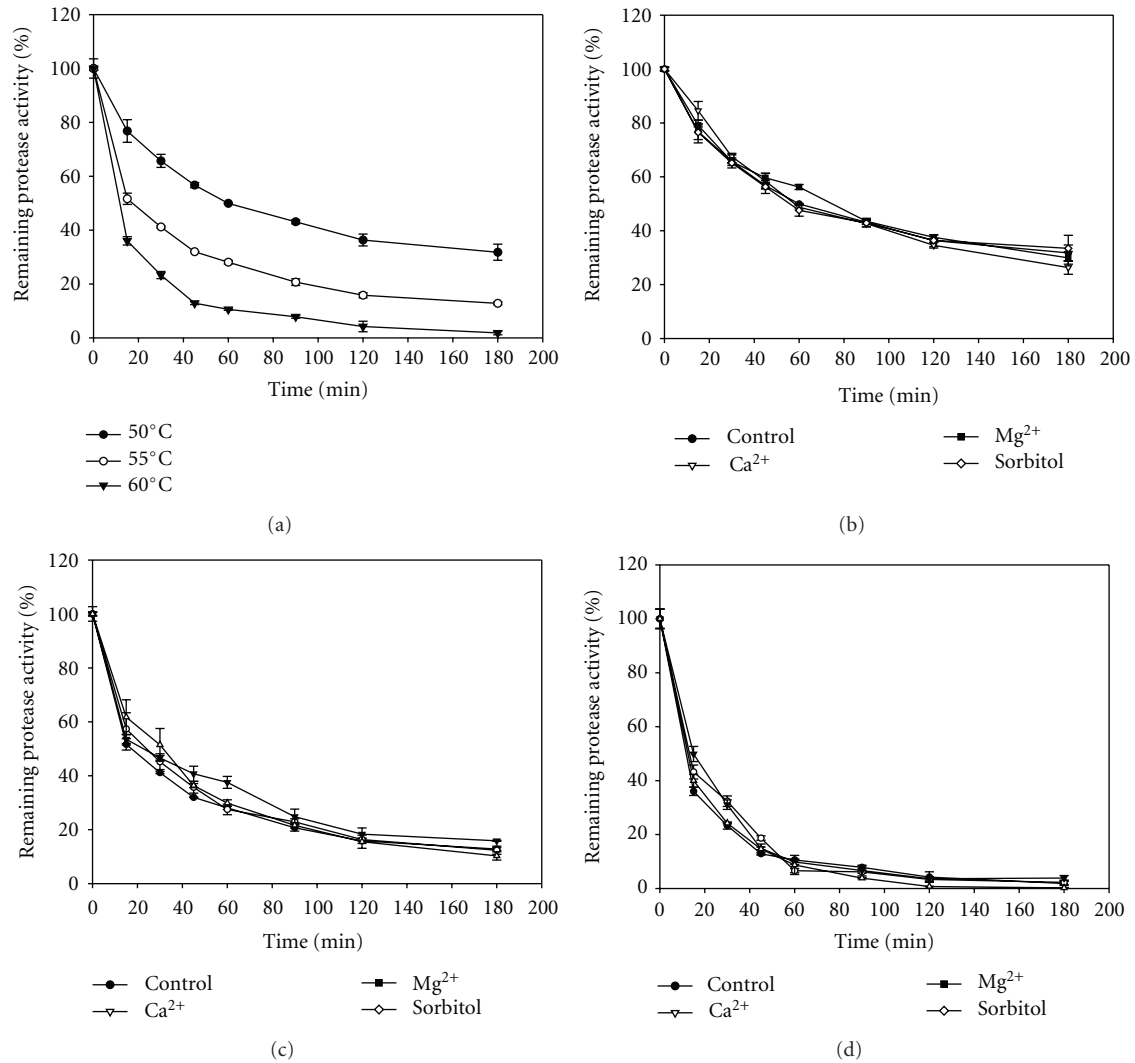 Remaining protease activity (%)
120
100
80
60
40
20
0
0 20 40 60 80 100 120 140 160 180 200
Time (min)
50°C
55°C
60°C
(a)
Remaining protease activity (%)
120
100
80
60
40
20
0
0 20 40 60 80 100 120 140 160 180 200
Time (min)
Control
Ca²⁺
Mg²⁺
Sorbitol
(b)
Remaining protease activity (%)
120
100
80
60
40
20
0
0 20 40 60 80 100 120 140 160 180 200
Time (min)
Control
Ca²⁺
Mg²⁺
Sorbitol
(c)
Remaining protease activity (%)
120
100
80
60
40
20
0
0 20 40 60 80 100 120 140 160 180 200
Time (min)
Control
Ca²⁺
Mg²⁺
Sorbitol
(d)